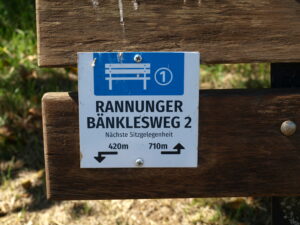 1
RANNUNGER
BÄNKLESWEG 2
Nächste Sitzgelegenheit
420m 710m